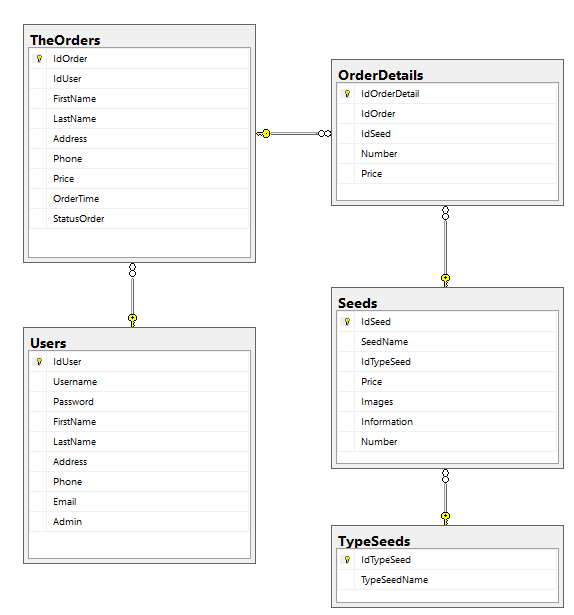 TheOrders
IdOrder
IdUser
FirstName
LastName
Address
Phone
Price
OrderTime
StatusOrder
OrderDetails
IdOrderDetail
IdOrder
IdSeed
Number
Price
Users
IdUser
Username
Password
FirstName
LastName
Address
Phone
Email
Admin
Seeds
IdSeed
SeedName
IdTypeSeed
Price
Images
Information
Number
TypeSeeds
IdTypeSeed
TypeSeedName